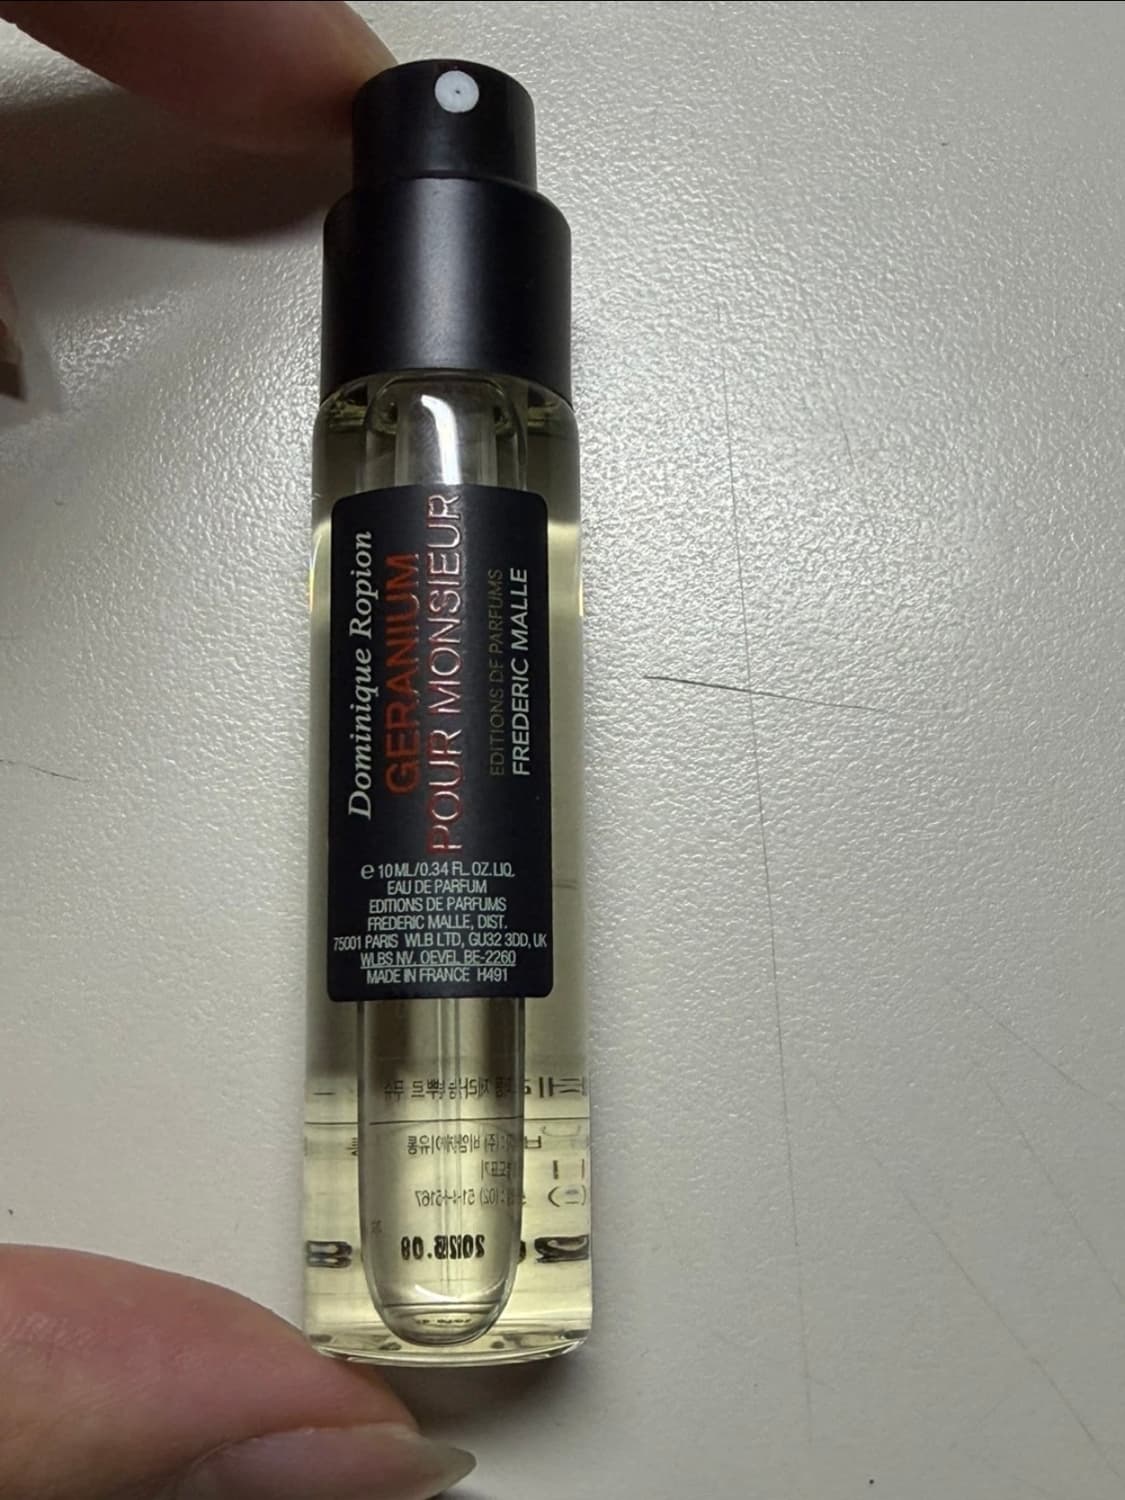 Dominique Ropion
GERANIUM
POUR MONSIEUR
EDITIONS DE PARFUMS
FREDERIC MALLE
℮ 10 ML/0.34 FL. OZ. LIQ.
EAU DE PARFUM
EDITIONS DE PARFUMS
FREDERIC MALLE, DIST.
75001 PARIS WLB LTD, GU32 3DD, UK
WLBS NV. OEVEL BE-2260
MADE IN FRANCE H491